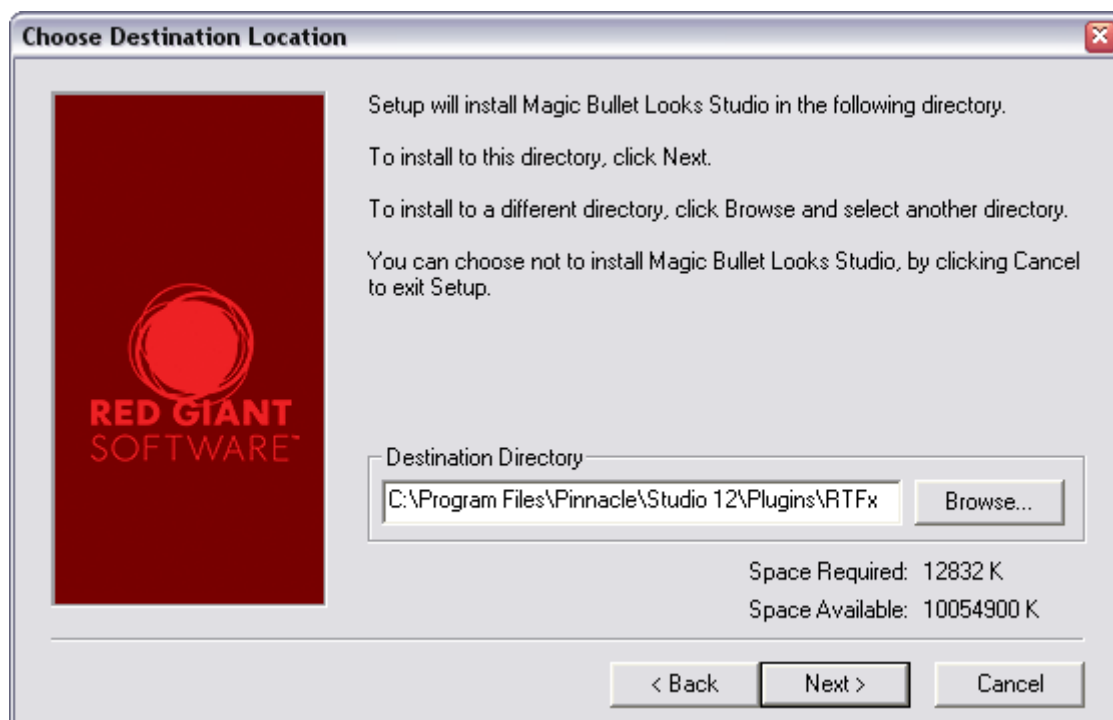 Choose Destination Location
Setup will install Magic Bullet Looks Studio in the following directory.
To install to this directory, click Next.
To install to a different directory, click Browse and select another directory.
You can choose not to install Magic Bullet Looks Studio, by clicking Cancel
to exit Setup.
RED GIANT
SOFTWARE™
Destination Directory
C:\Program Files\Pinnacle\Studio 12\Plugins\RTFx
Browse...
Space Required: 12832 K
Space Available: 10054900 K
< Back
Next >
Cancel